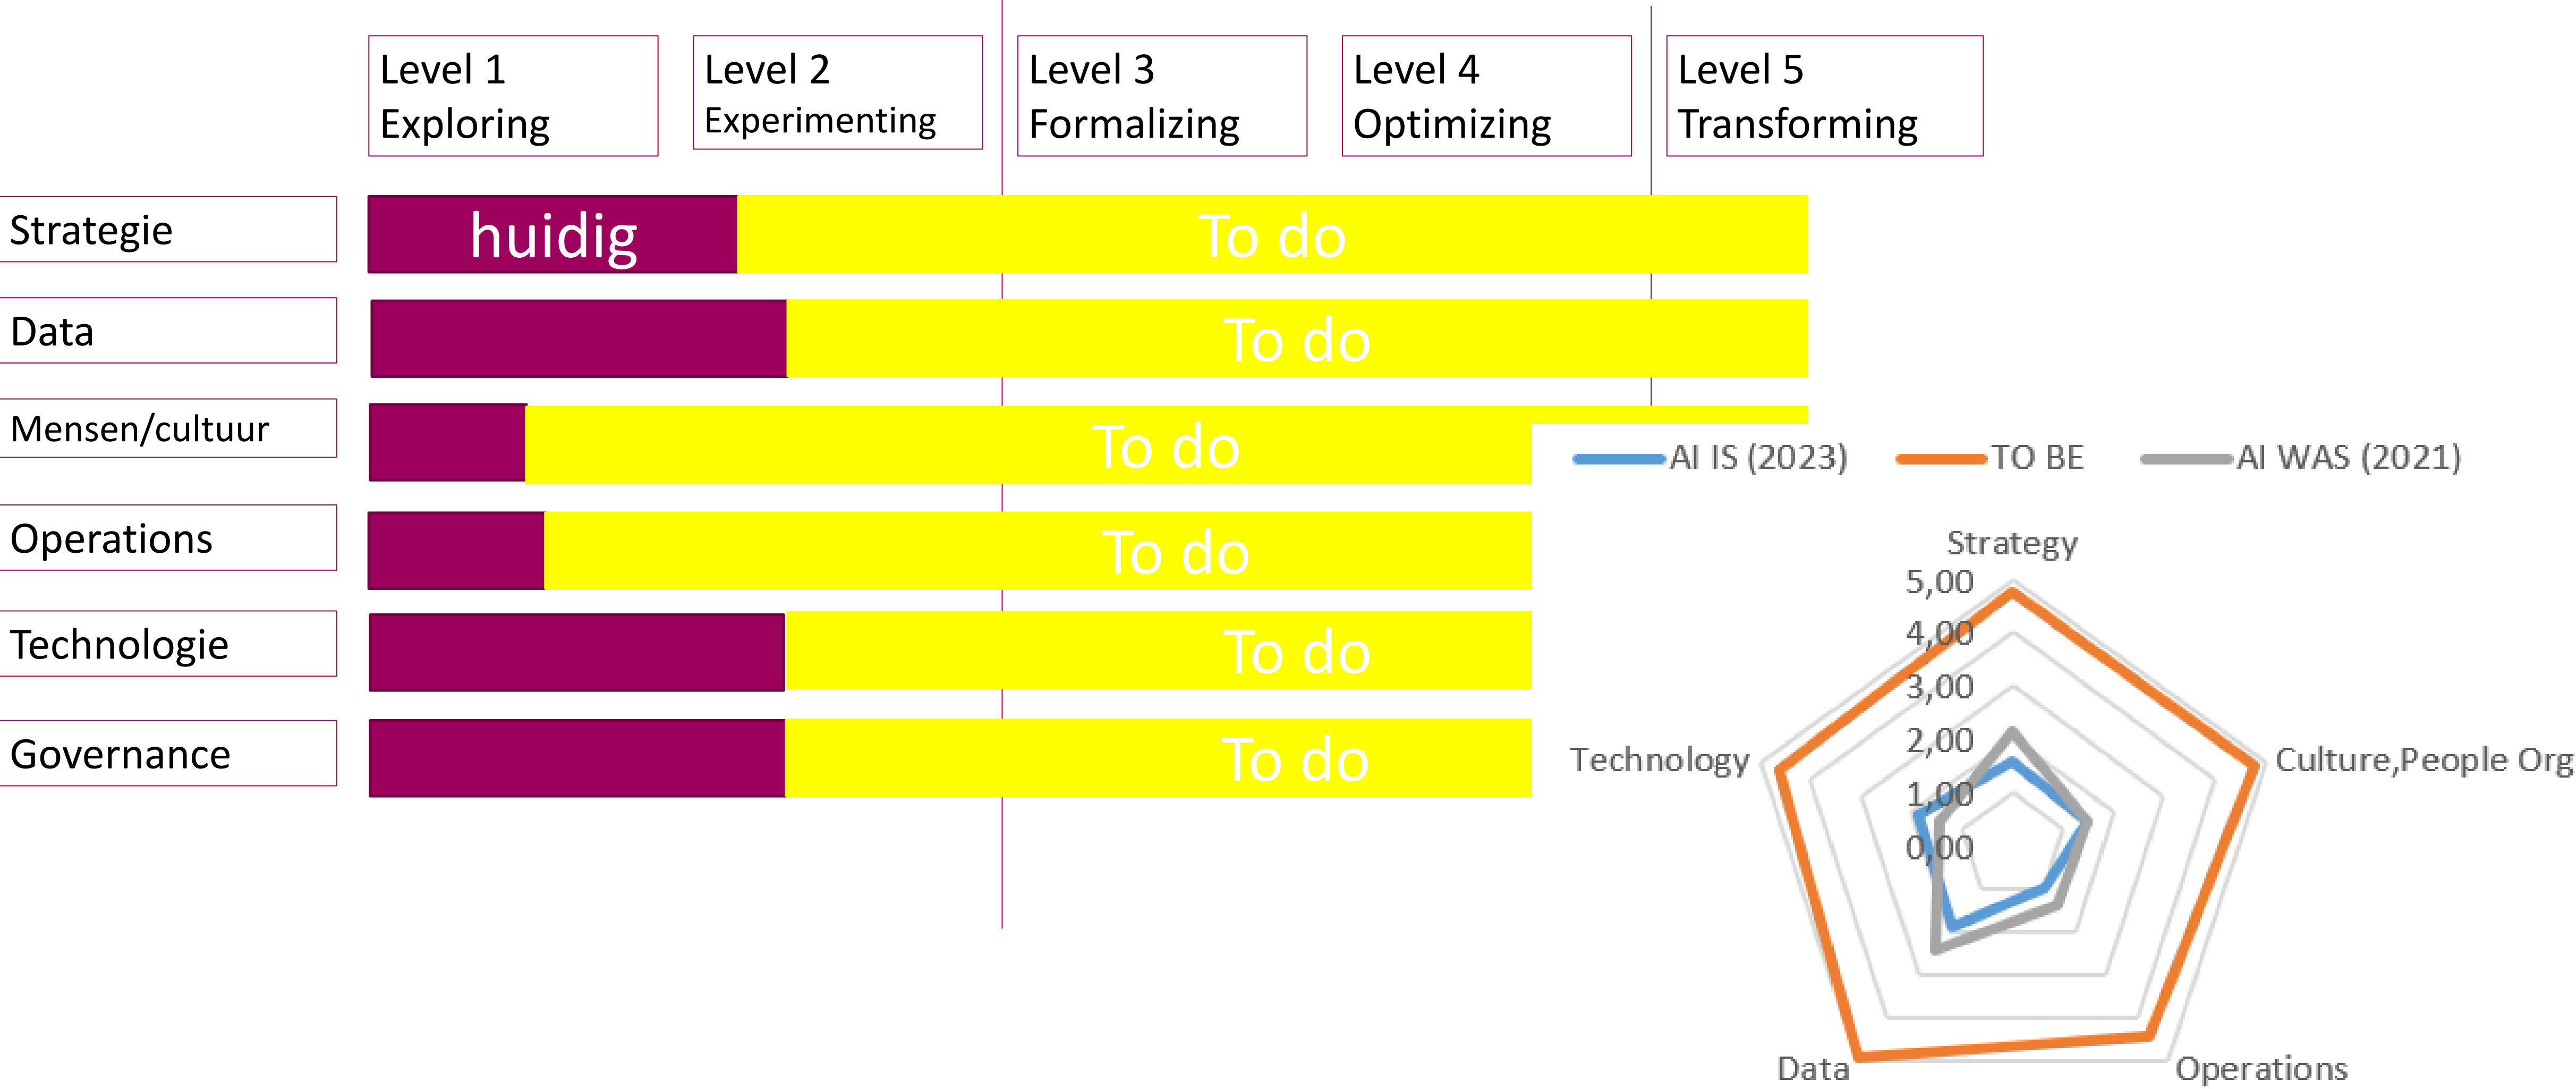 Level 1
Exploring
Level 2
Experimenting
Level 3
Formalizing
Level 4
Optimizing
Level 5
Transforming
Strategie
huidig
To do
Data
To do
Mensen/cultuur
To do
Operations
To do
Technologie
To do
Governance
To do
AI IS (2023)
TO BE
AI WAS (2021)
Strategy
5,00
4,00
3,00
2,00
1,00
0,00
Technology
Culture,People Org
Data
Operations